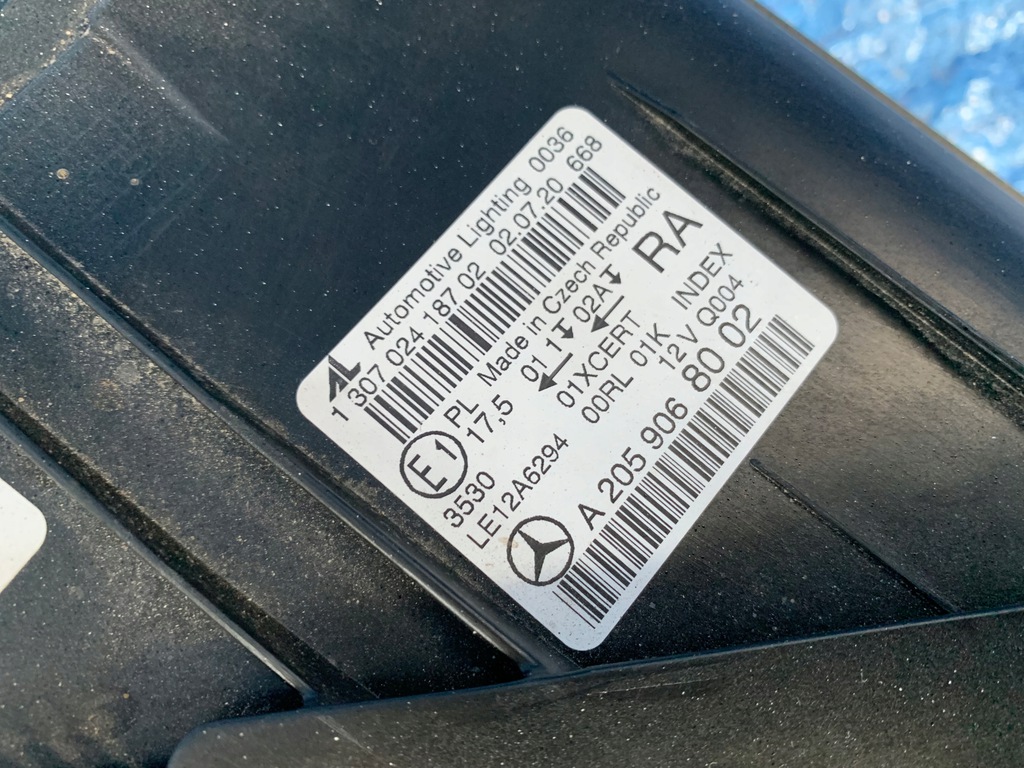 AL Automotive Lighting 0036
1 307 024 187 02 02.07.20 668
E1 PL Made in Czech Republic
17,5 01 1 02A RA
3530 01XCERT
LE12A6294 00RL 01K INDEX
12V Q004
A 205 906 80 02